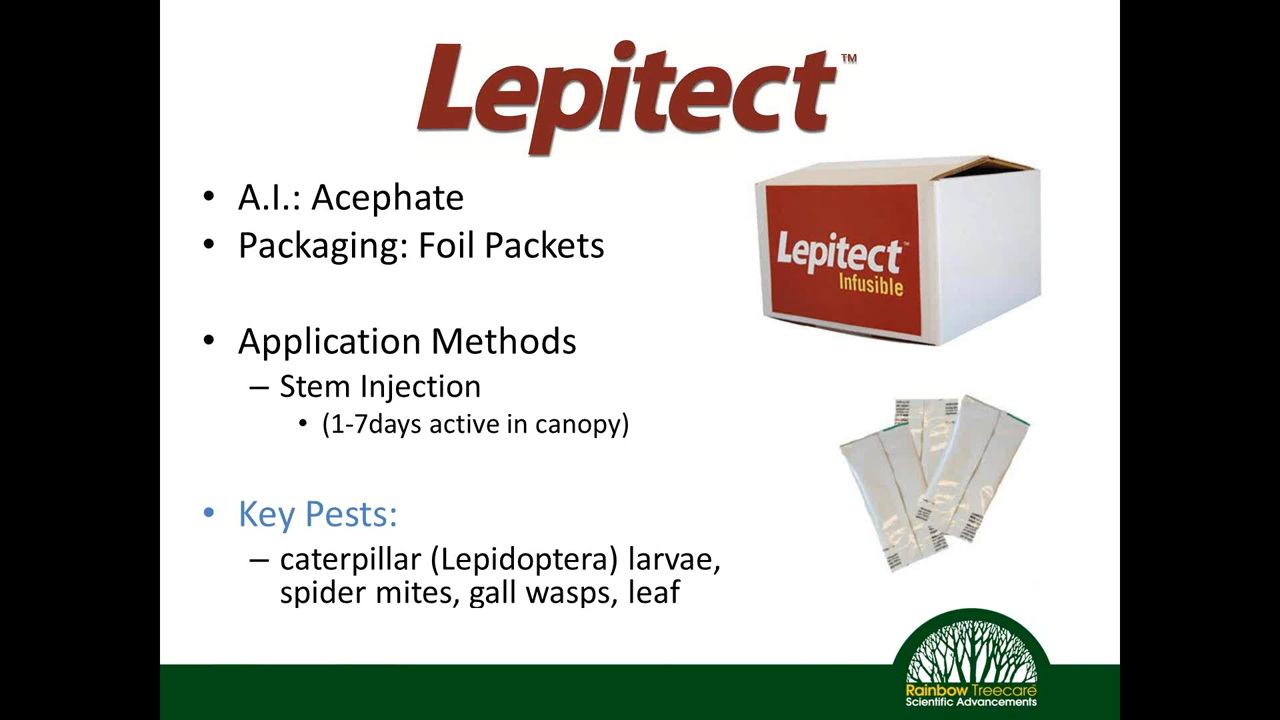 Lepitect™
• A.I.: Acephate
• Packaging: Foil Packets
Lepitect™
Infusible
• Application Methods
– Stem Injection
• (1-7days active in canopy)
• Key Pests:
– caterpillar (Lepidoptera) larvae,
spider mites, gall wasps, leaf
Rainbow Treecare
Scientific Advancements